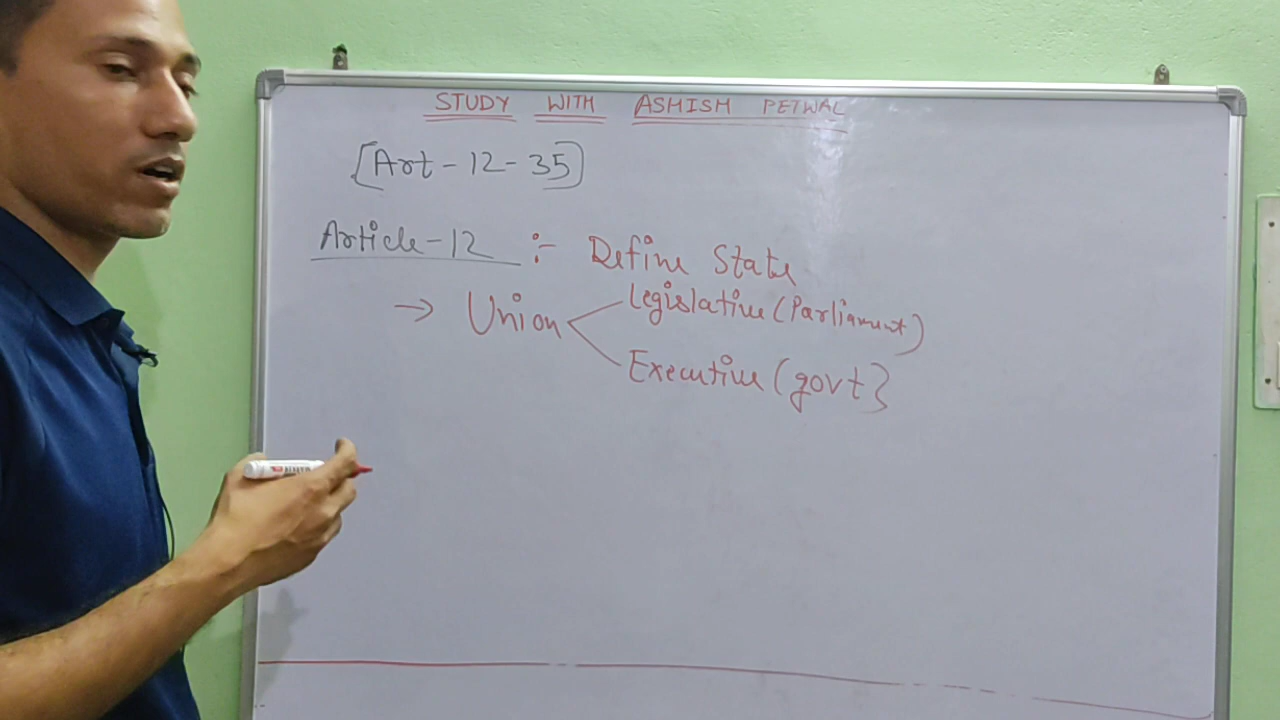 STUDY WITH ASHISH PETWAL
[Art-12-35]
Article-12 :- Define State
→ Union
Legislative (Parliament)
Executive (govt)